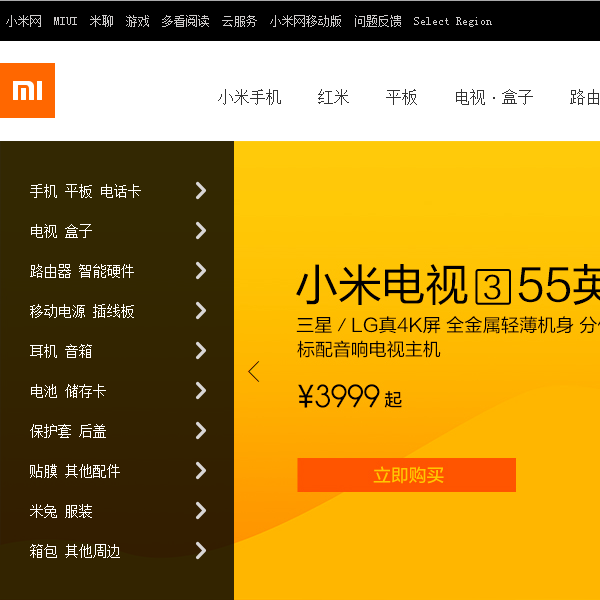 小米网 MIUI 米聊 游戏 多看阅读 云服务 小米网移动版 问题反馈 Select Region
mi
小米手机 红米 平板 电视·盒子 路由
手机 平板 电话卡
电视 盒子
路由器 智能硬件
移动电源 插线板
耳机 音箱
电池 储存卡
保护套 后盖
贴膜 其他配件
米兔 服装
箱包 其他周边
小米电视3 55英
三星 / LG真4K屏 全金属轻薄机身 分
标配音响电视主机
¥3999 起
立即购买